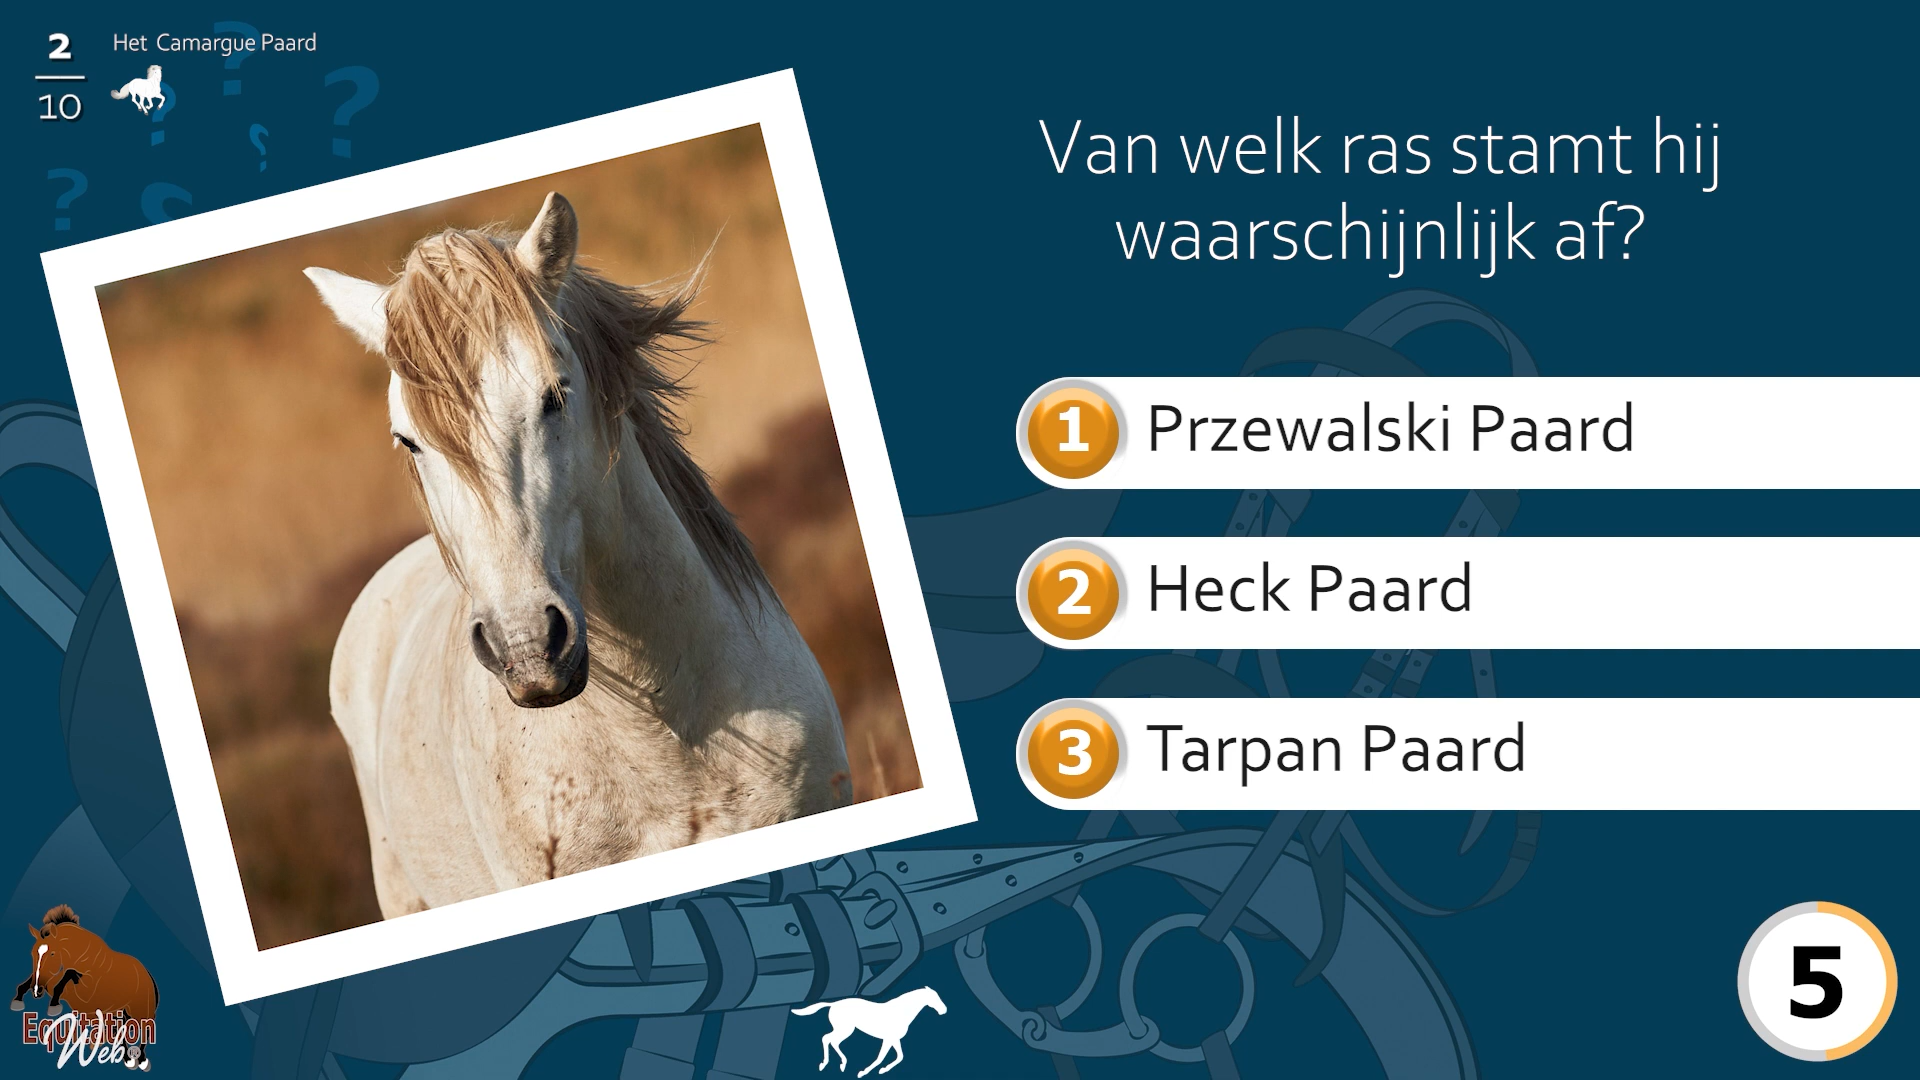 2
10
Het Camargue Paard
Van welk ras stamt hij
waarschijnlijk af?
1 Przewalski Paard
2 Heck Paard
3 Tarpan Paard
5
Equitation
Web